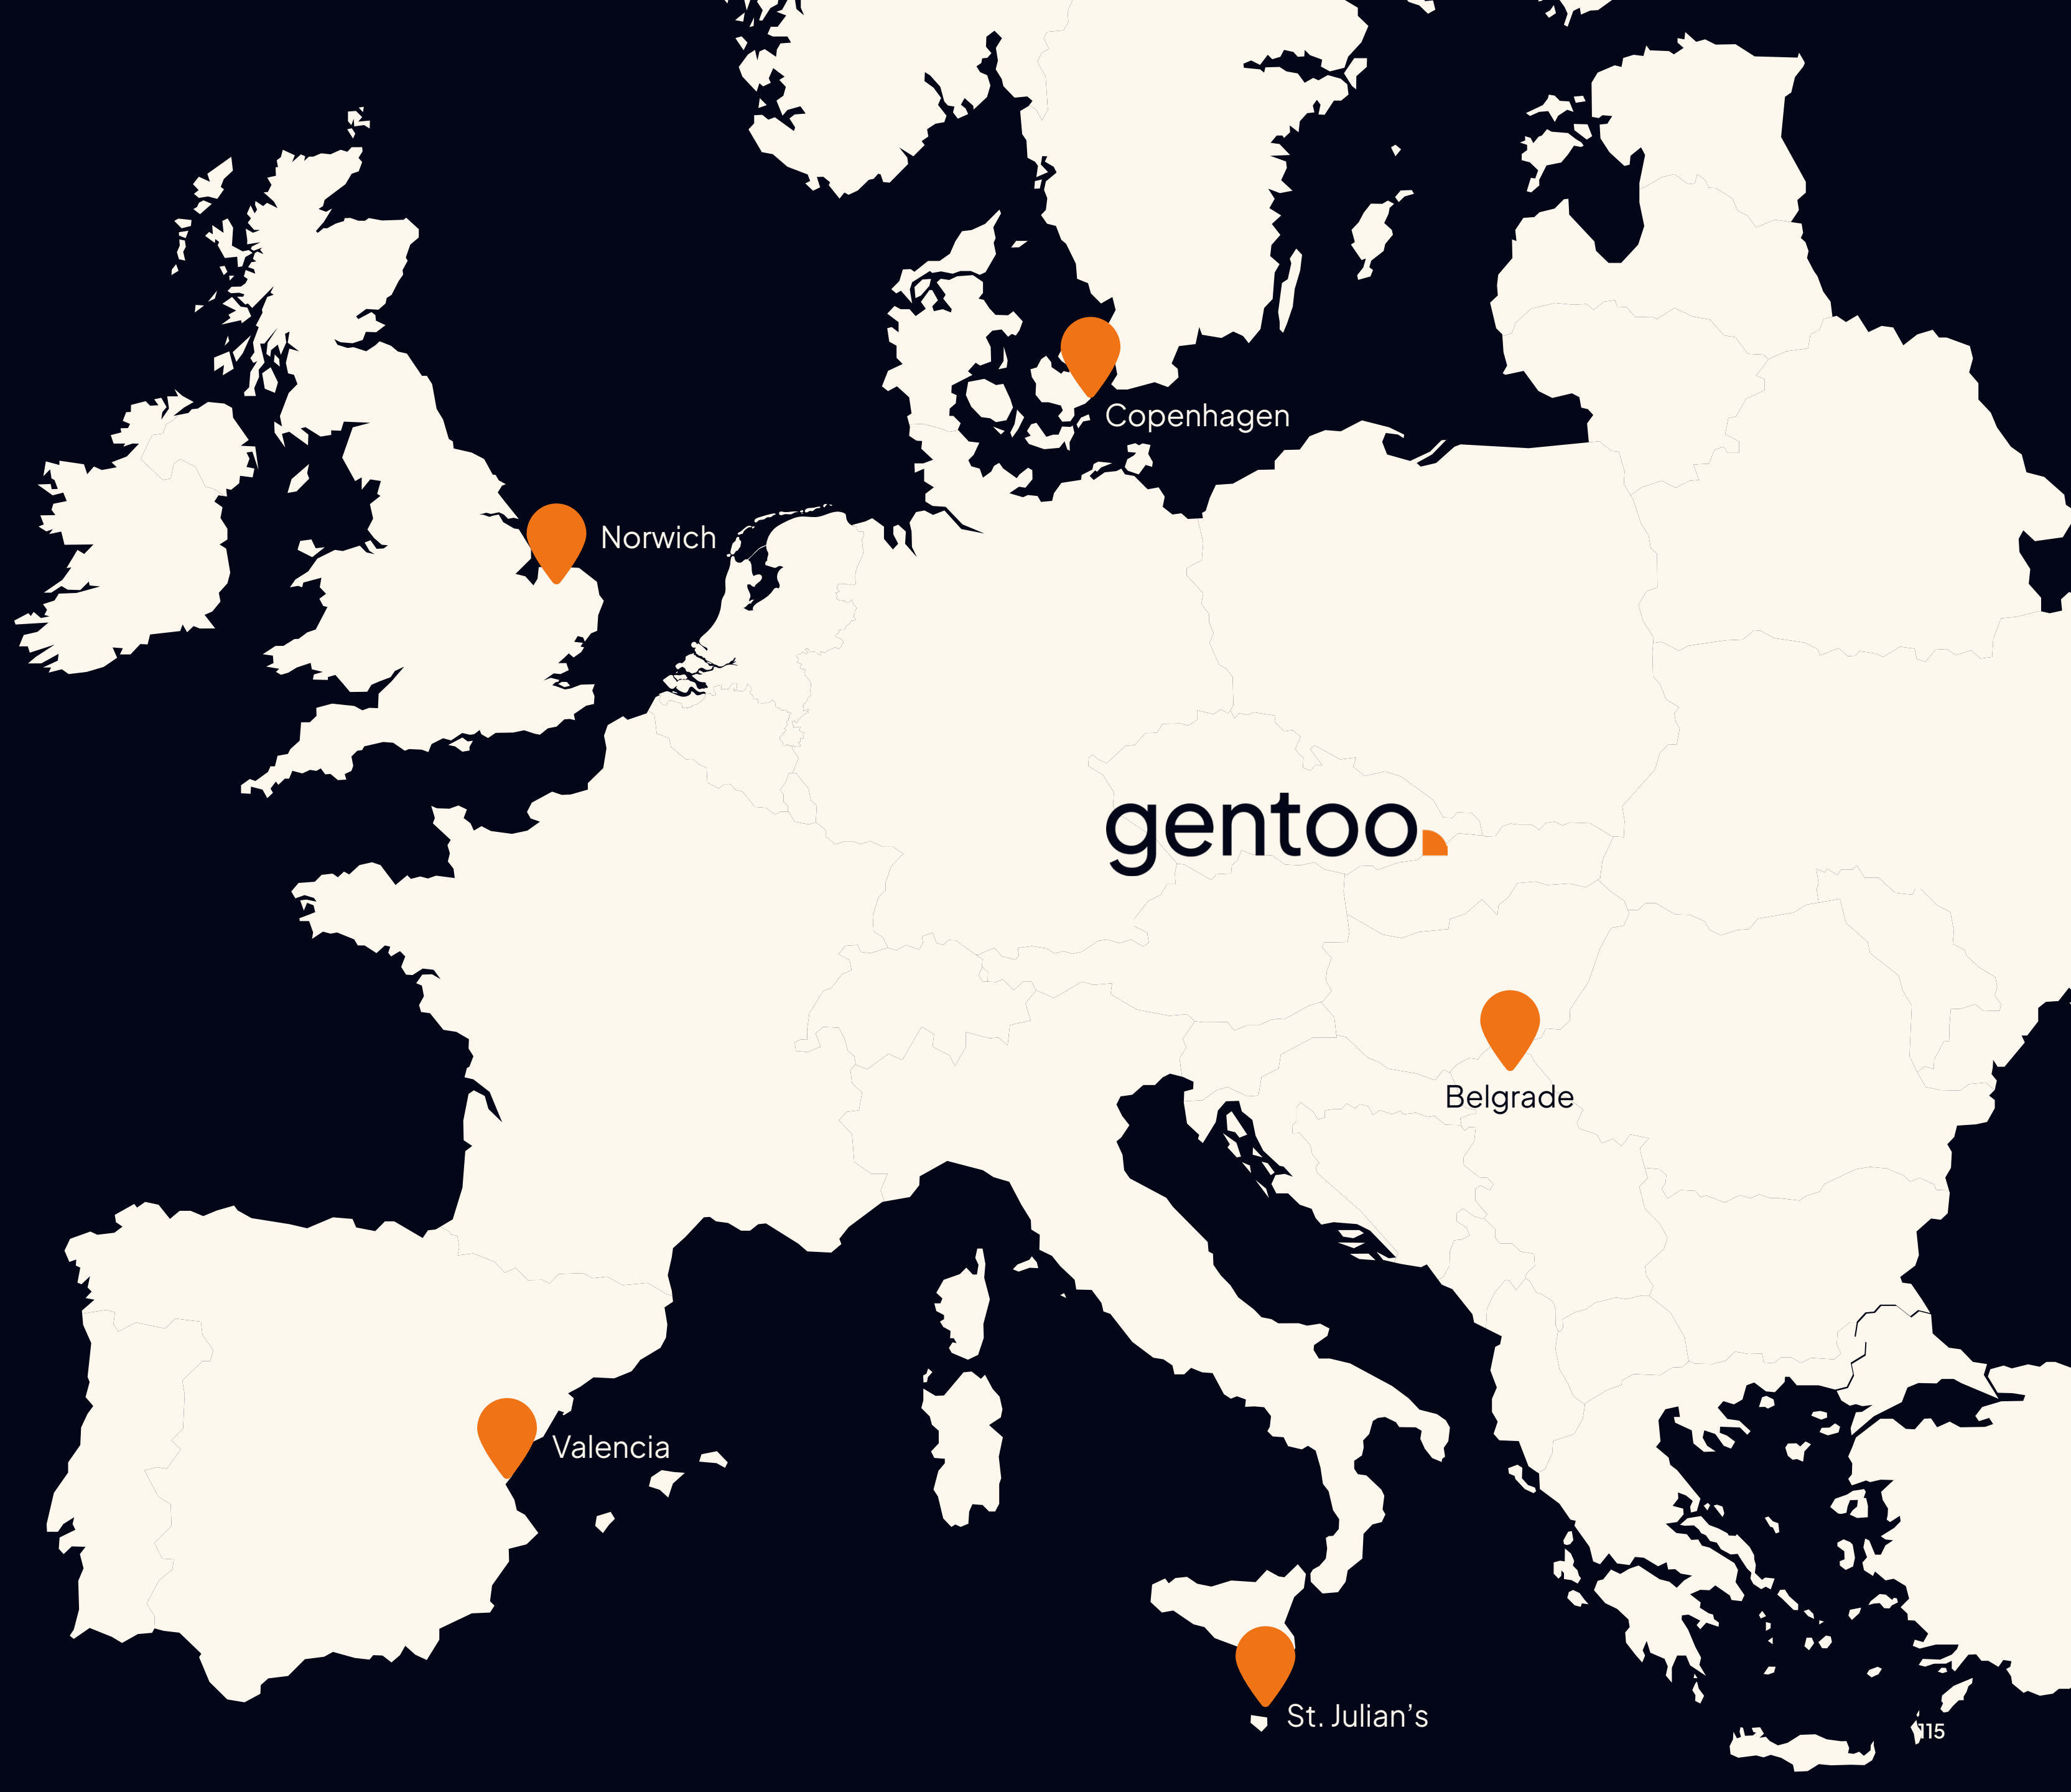 Copenhagen
Norwich
gentoo
Belgrade
Valencia
St. Julian's
115